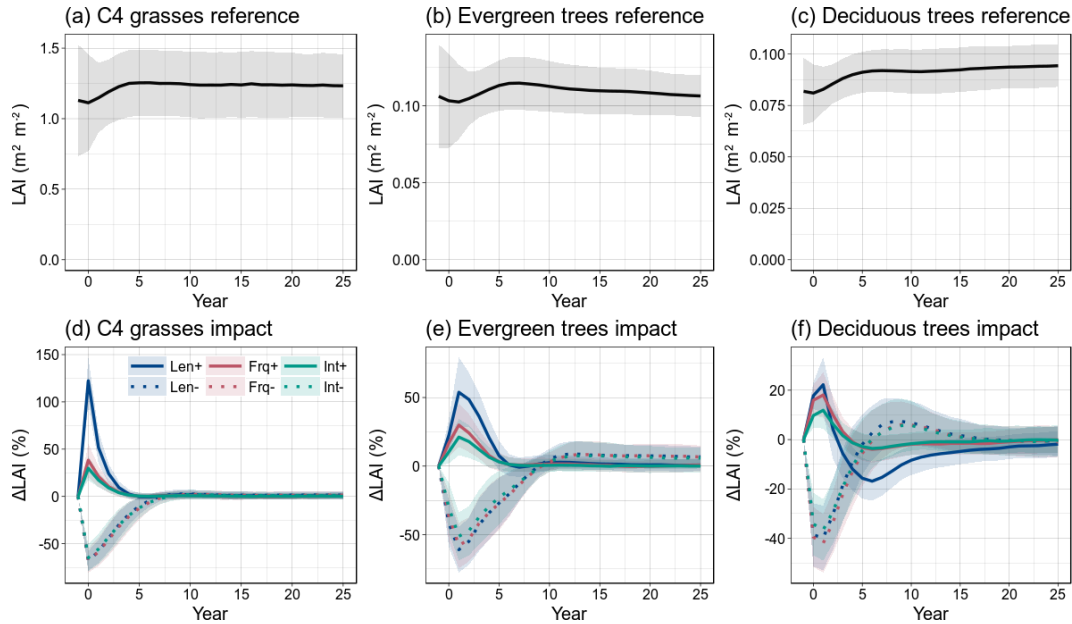 (a) C4 grasses reference
(b) Evergreen trees reference
(c) Deciduous trees reference
LAI (m² m⁻²)
1.5
1.0
0.5
0.0
0 5 10 15 20 25
Year
LAI (m² m⁻²)
0.10
0.05
0.00
0 5 10 15 20 25
Year
LAI (m² m⁻²)
0.100
0.075
0.050
0.025
0.000
0 5 10 15 20 25
Year
(d) C4 grasses impact
(e) Evergreen trees impact
(f) Deciduous trees impact
ΔLAI (%)
150
100
50
0
-50
Len+ Frq+ Int+
Len- Frq- Int-
0 5 10 15 20 25
Year
ΔLAI (%)
50
0
-50
0 5 10 15 20 25
Year
ΔLAI (%)
20
0
-20
-40
0 5 10 15 20 25
Year